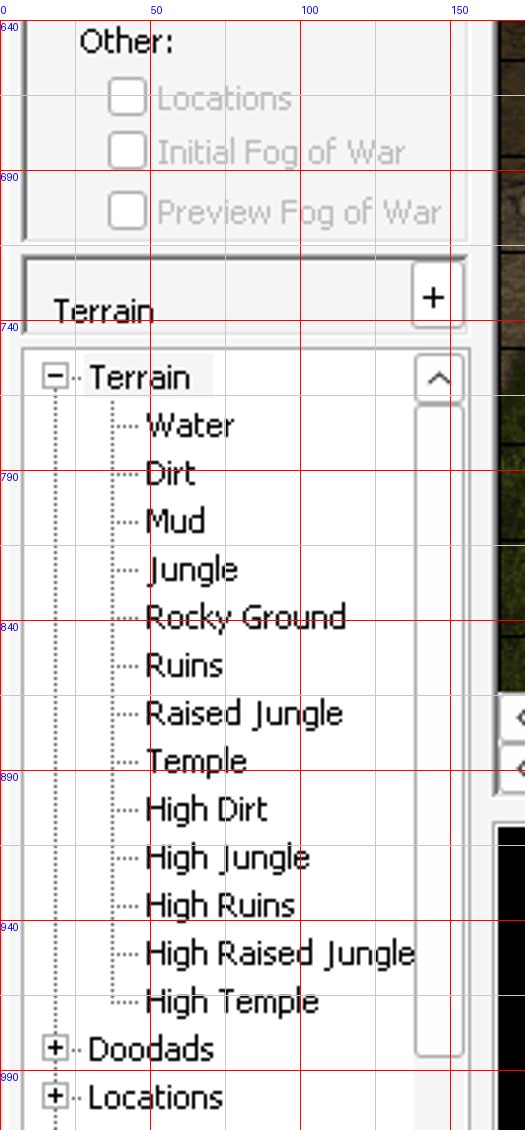 0 50 100 150
640
Other:
Locations
Initial Fog of War
690
Preview Fog of War
Terrain +
740
Terrain
Water
790
Dirt
Mud
Jungle
840
Rocky Ground
Ruins
Raised Jungle
Temple
890
High Dirt
High Jungle
High Ruins
940
High Raised Jungle
High Temple
Doodads
990
Locations